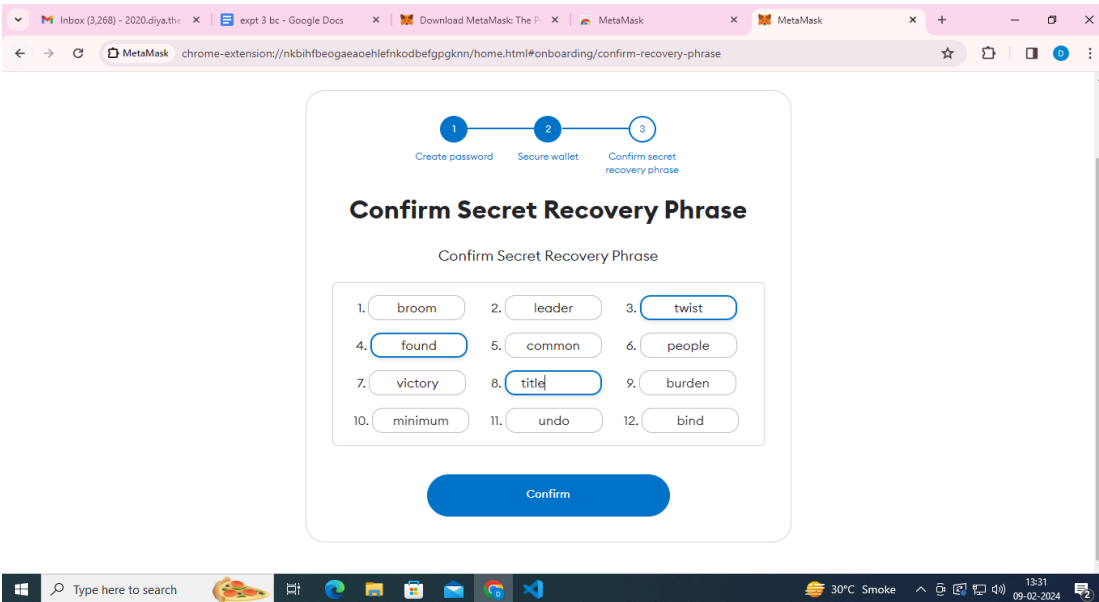 Inbox (3,268) - 2020.diya.the
expt 3 bc - Google Docs
Download MetaMask: The P
MetaMask
MetaMask
MetaMask
chrome-extension://nkbihfbeogaeaoehlefnkodbefgpgknn/home.html#onboarding/confirm-recovery-phrase
D
1 2 3
Create password Secure wallet Confirm secret
recovery phrase
Confirm Secret Recovery Phrase
Confirm Secret Recovery Phrase
1. broom 2. leader 3. twist
4. found 5. common 6. people
7. victory 8. title 9. burden
10. minimum 11. undo 12. bind
Confirm
Type here to search
30°C Smoke
13:31
09-02-2024
2